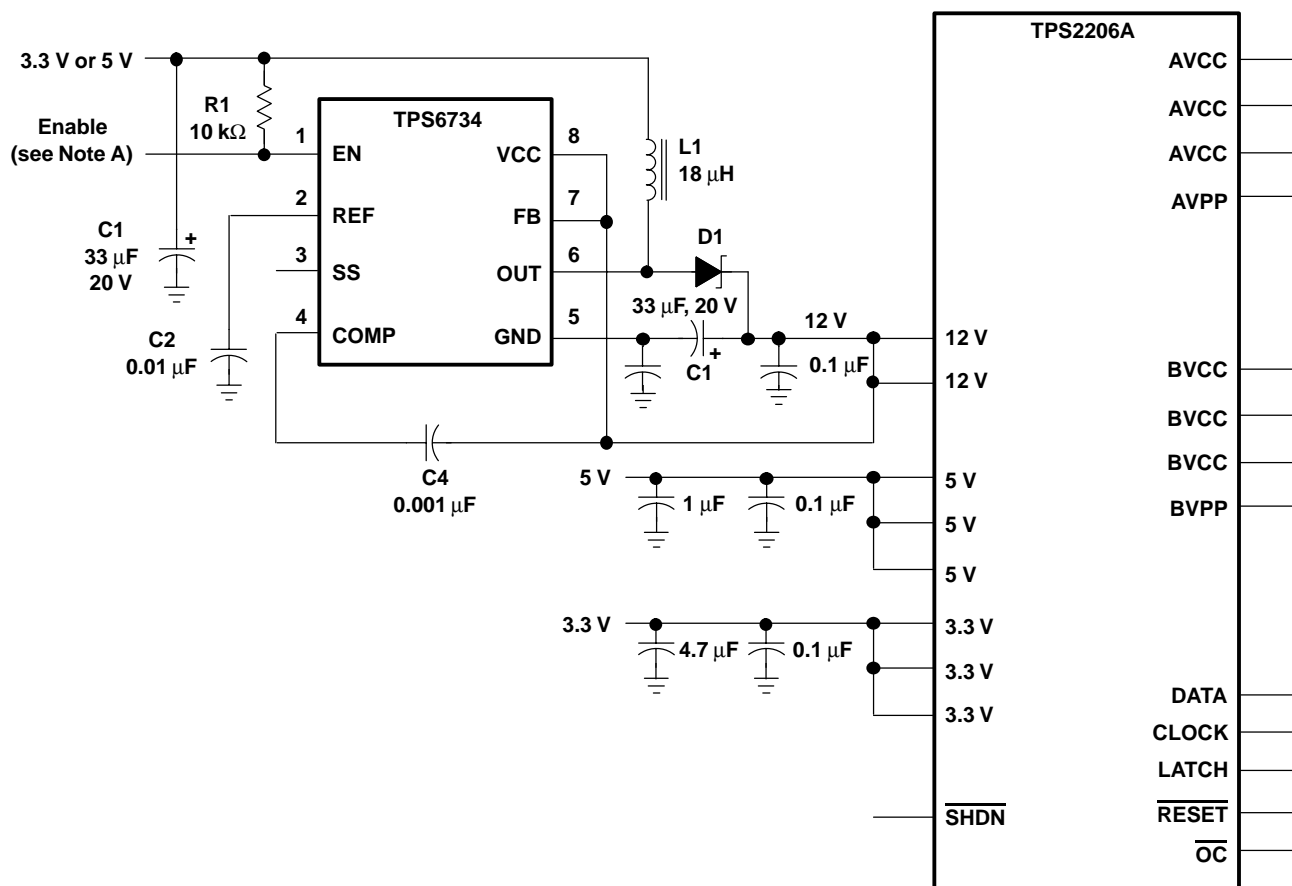 TPS2206A
3.3 V or 5 V
R1
10 kΩ
Enable
(see Note A)
TPS6734
1
EN
2
REF
3
SS
4
COMP
8
VCC
7
FB
6
OUT
5
GND
L1
18 μH
C1
33 μF
20 V
+
C2
0.01 μF
D1
33 μF, 20 V
+
C1
12 V
0.1 μF
C4
0.001 μF
5 V
1 μF
0.1 μF
3.3 V
4.7 μF
0.1 μF
12 V
12 V
5 V
5 V
5 V
3.3 V
3.3 V
3.3 V
SHDN
AVCC
AVCC
AVCC
AVPP
BVCC
BVCC
BVCC
BVPP
DATA
CLOCK
LATCH
RESET
OC